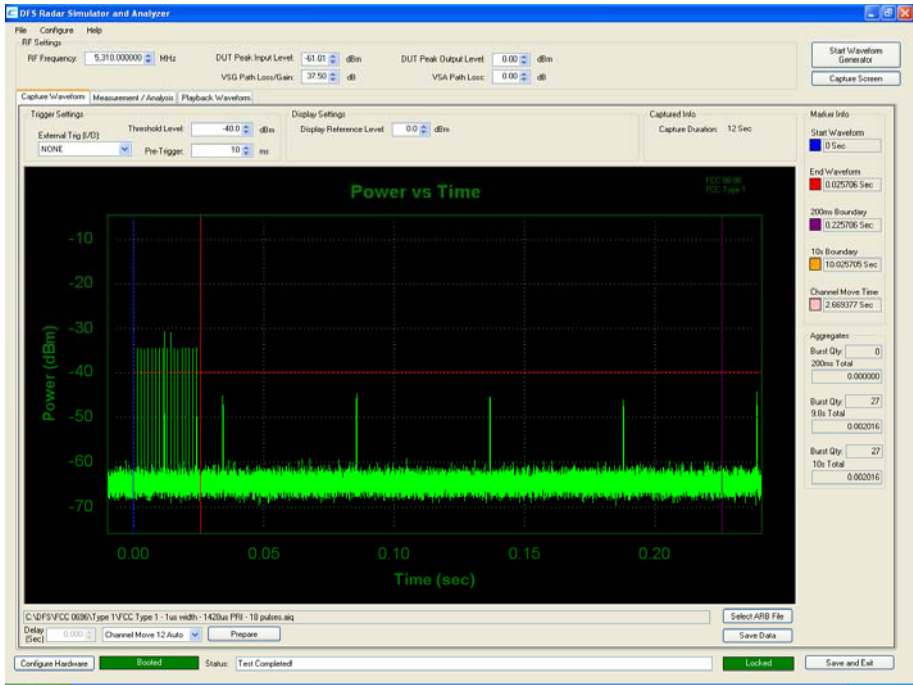 DFS Radar Simulator and Analyzer
File Configure Help
RF Settings
RF Frequency: 5,310.000000 MHz DUT Peak Input Level: -61.01 dBm DUT Peak Output Level: 0.00 dBm
VSG Path Loss/Gain: 37.50 dB VSA Path Loss: 0.00 dB
Start Waveform Generator
Capture Screen
Capture Waveform Measurement / Analysis Playback Waveform
Trigger Settings
External Trig (I/O): NONE
Threshold Level: -40.0 dBm
Pre-Trigger: 10 ms
Display Settings
Display Reference Level: 0.0 dBm
Captured Info
Capture Duration: 12 Sec
Marker Info
Start Waveform
0 Sec
End Waveform
0.025706 Sec
200ms Boundary
0.225706 Sec
10s Boundary
10.025705 Sec
Channel Move Time
2.669377 Sec
Aggregates
Burst Qty: 0
200ms Total
0.000000
Burst Qty: 27
9.8s Total
0.002016
Burst Qty: 27
10s Total
0.002016
Power vs Time
FCC 06-96
FCC Type 1
Power (dBm)
-10
-20
-30
-40
-50
-60
-70
0.00 0.05 0.10 0.15 0.20
Time (sec)
C:\DFS\FCC 0696\Type 1\FCC Type 1 - 1us width - 1428us PRI - 18 pulses.aiq
Select ARB File
Delay (Sec) 0.000 Channel Move 12 Auto Prepare
Save Data
Configure Hardware Booted Status: Test Completed! Locked Save and Exit